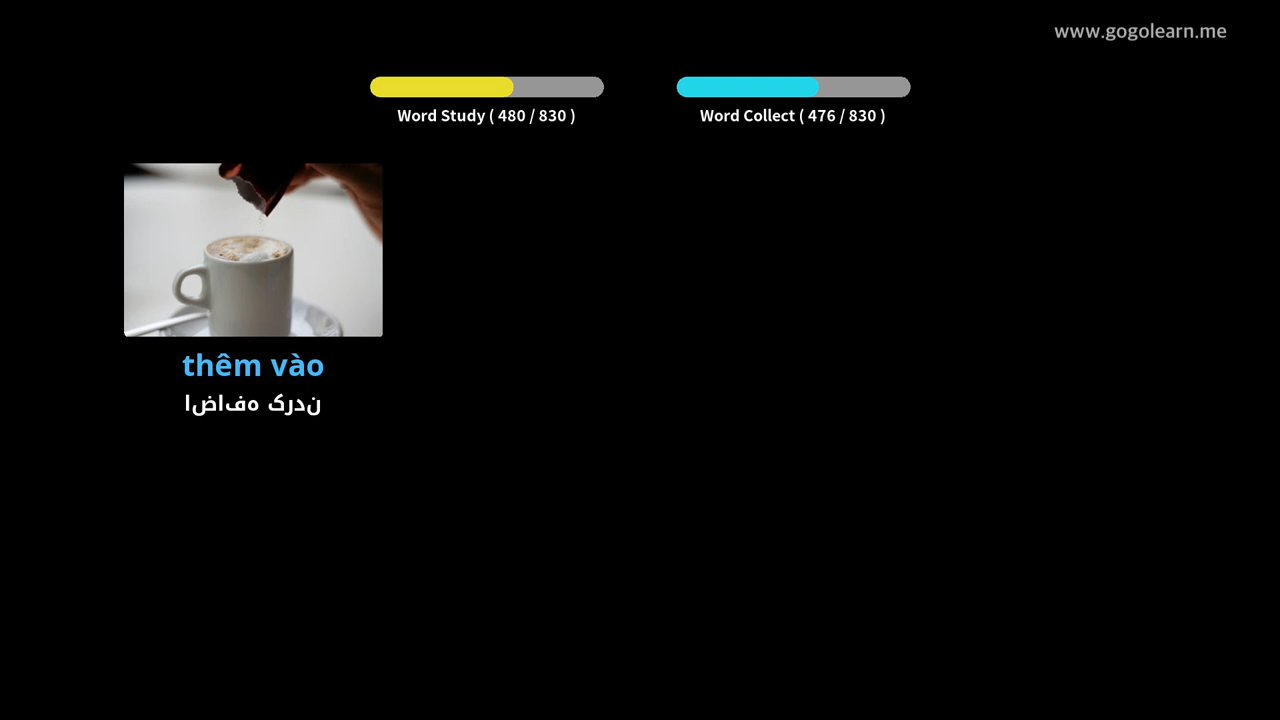 www.gogolearn.me
Word Study ( 480 / 830 )
Word Collect ( 476 / 830 )
thêm vào
اضافه کردن